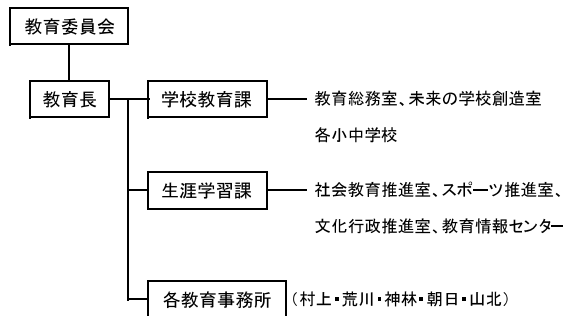 教育委員会
教育長
学校教育課
教育総務室、未来の学校創造室
各小中学校
生涯学習課
社会教育推進室、スポーツ推進室、
文化行政推進室、教育情報センター
各教育事務所
(村上・荒川・神林・朝日・山北)